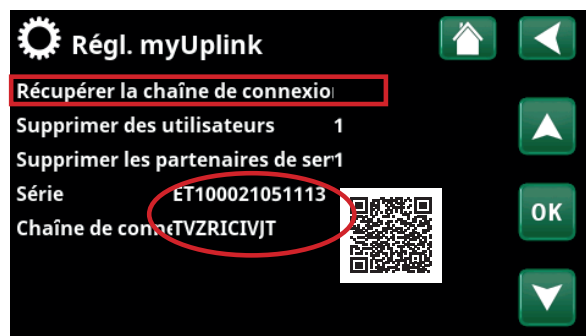 Régl. myUplink
Récupérer la chaîne de connexio
Supprimer des utilisateurs 1
Supprimer les partenaires de ser 1
Série ET100021051113
Chaîne de conne TVZRICIVJT
OK